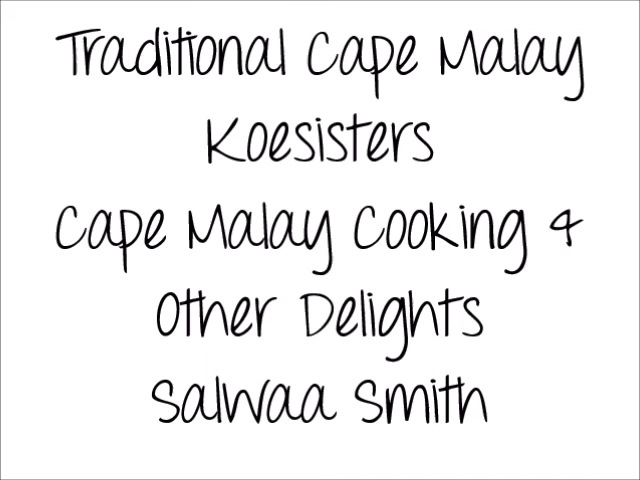 Traditional Cape Malay
Koesisters
Cape Malay Cooking &
Other Delights
Salwaa Smith